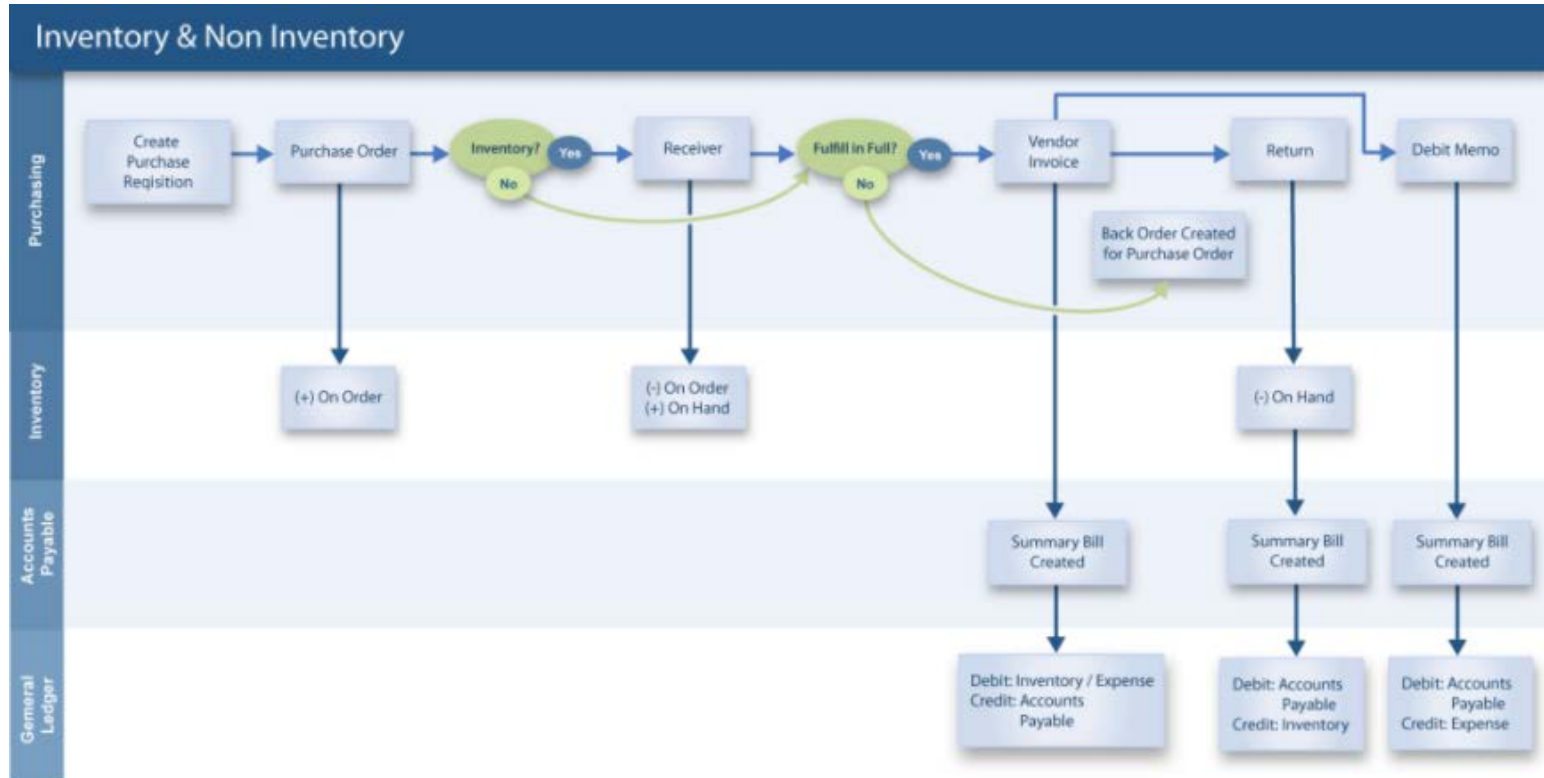 Inventory & Non Inventory
Purchasing
Create
Purchase
Reqisition
Purchase Order
Inventory?
Yes
No
Receiver
Fulfill in Full?
Yes
No
Vendor
Invoice
Return
Debit Memo
Back Order Created
for Purchase Order
Inventory
(+) On Order
(-) On Order
(+) On Hand
(-) On Hand
Accounts
Payable
Summary Bill
Created
Summary Bill
Created
Summary Bill
Created
Gemeral
Ledger
Debit: Inventory / Expense
Credit: Accounts
Payable
Debit: Accounts
Payable
Credit: Inventory
Debit: Accounts
Payable
Credit: Expense